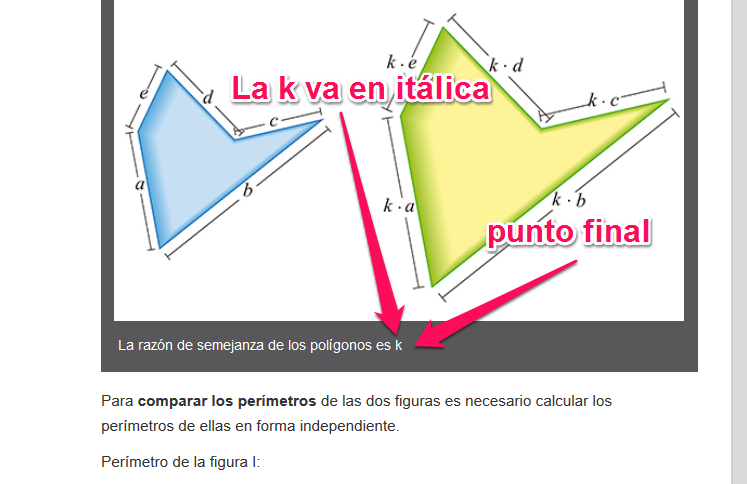 k · e
k · d
e
d
La k va en itálica
k · c
c
a
b
k · a
k · b
punto final
La razón de semejanza de los polígonos es k
Para comparar los perímetros de las dos figuras es necesario calcular los
perímetros de ellas en forma independiente.
Perímetro de la figura I: